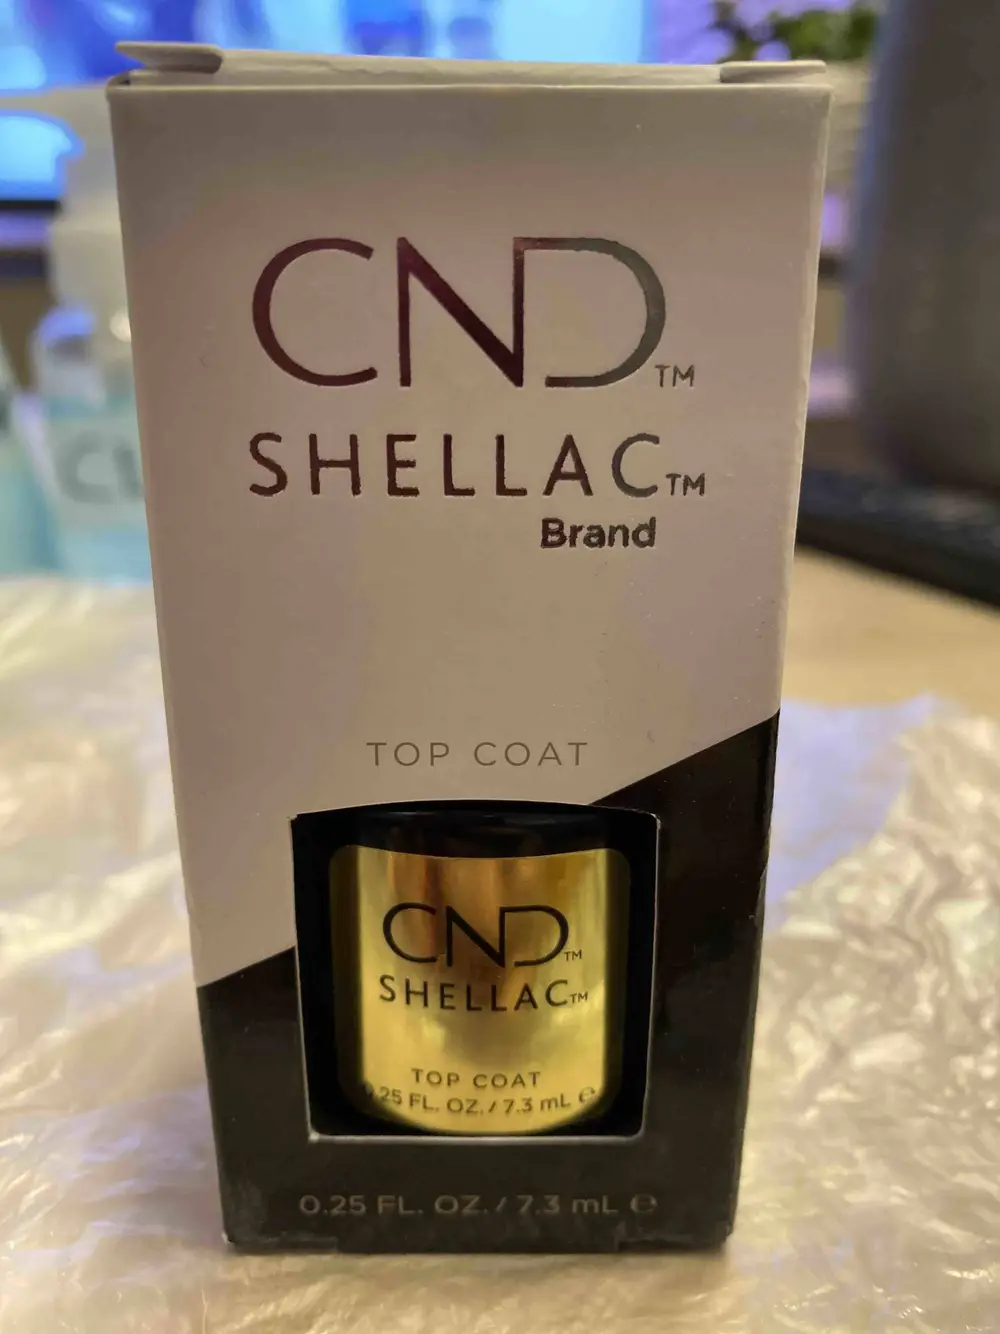 CND™
SHELLAC™
Brand
TOP COAT
CND™
SHELLAC™
TOP COAT
0.25 FL. OZ. / 7.3 mL ℮
0.25 FL. OZ. / 7.3 mL ℮